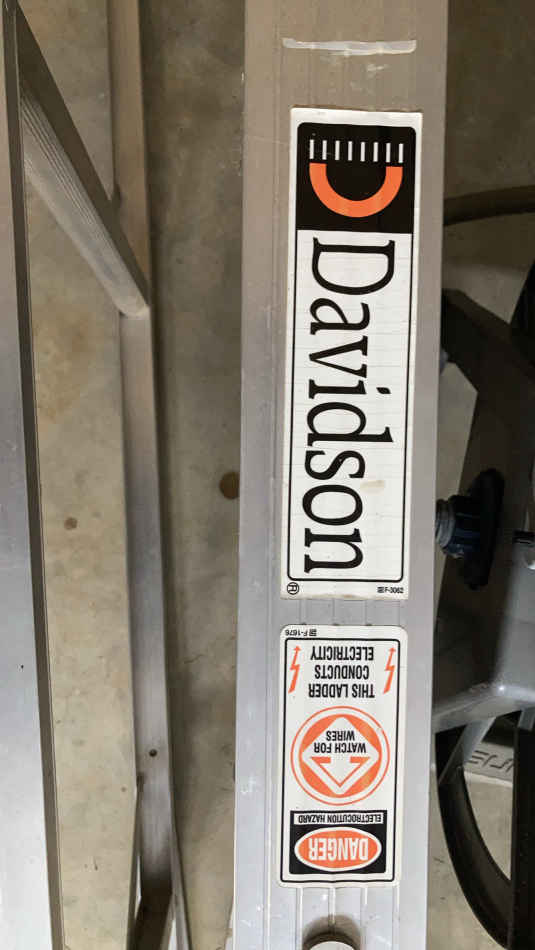 Davidson
®
F-3062
DANGER
ELECTROCUTION HAZARD
WATCH FOR
WIRES
THIS LADDER
CONDUCTS
ELECTRICITY
F-1676